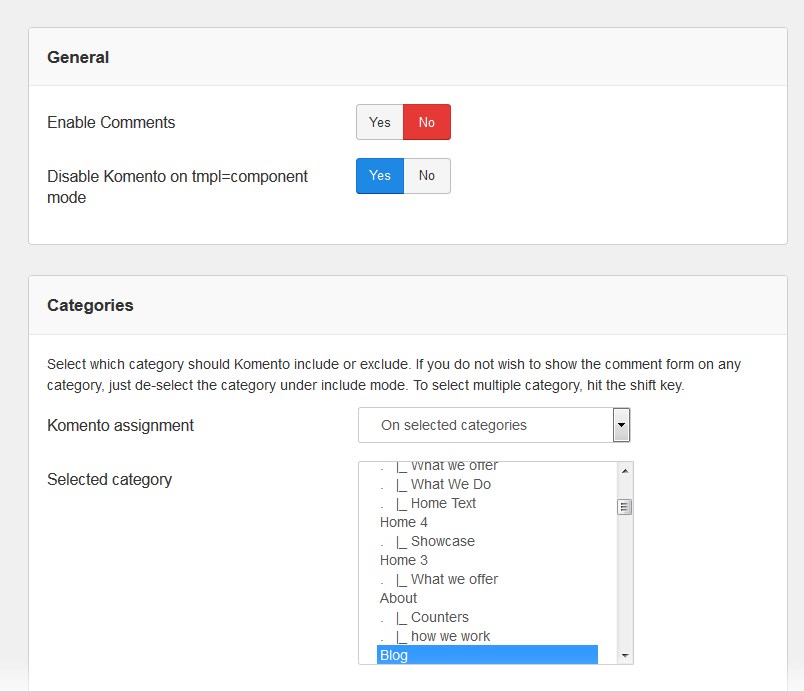 General
Enable Comments
Yes No
Disable Komento on tmpl=component
mode
Yes No
Categories
Select which category should Komento include or exclude. If you do not wish to show the comment form on any
category, just de-select the category under include mode. To select multiple category, hit the shift key.
Komento assignment
On selected categories
Selected category
. |_ What we offer
. |_ What We Do
. |_ Home Text
Home 4
. |_ Showcase
Home 3
. |_ What we offer
About
. |_ Counters
. |_ how we work
Blog